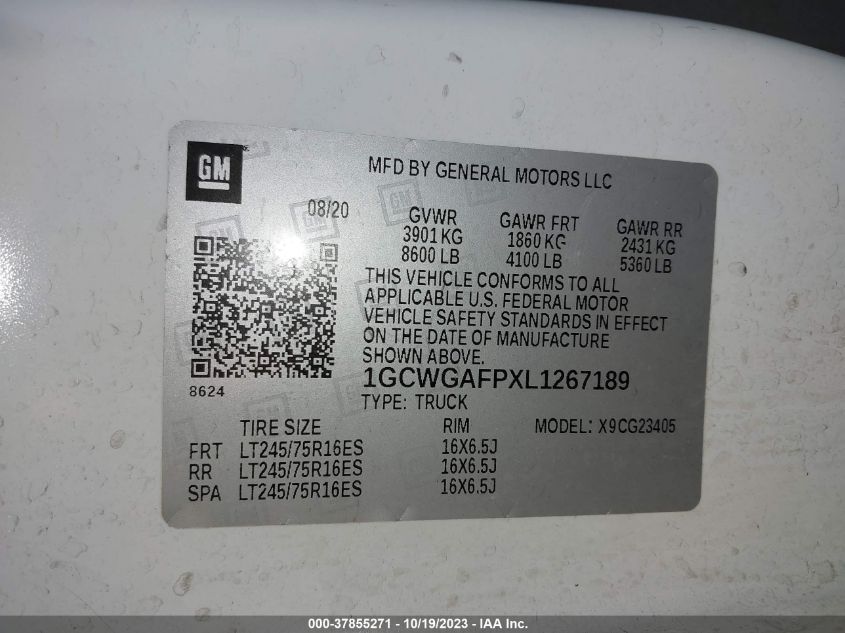 GM
MFD BY GENERAL MOTORS LLC
08/20
GVWR GAWR FRT GAWR RR
3901 KG 1860 KG 2431 KG
8600 LB 4100 LB 5360 LB
THIS VEHICLE CONFORMS TO ALL
APPLICABLE U.S. FEDERAL MOTOR
VEHICLE SAFETY STANDARDS IN EFFECT
ON THE DATE OF MANUFACTURE
SHOWN ABOVE.
8624
1GCWGAFPXL1267189
TYPE: TRUCK
TIRE SIZE RIM MODEL: X9CG23405
FRT LT245/75R16ES 16X6.5J
RR LT245/75R16ES 16X6.5J
SPA LT245/75R16ES 16X6.5J
000-37855271 - 10/19/2023 - IAA Inc.